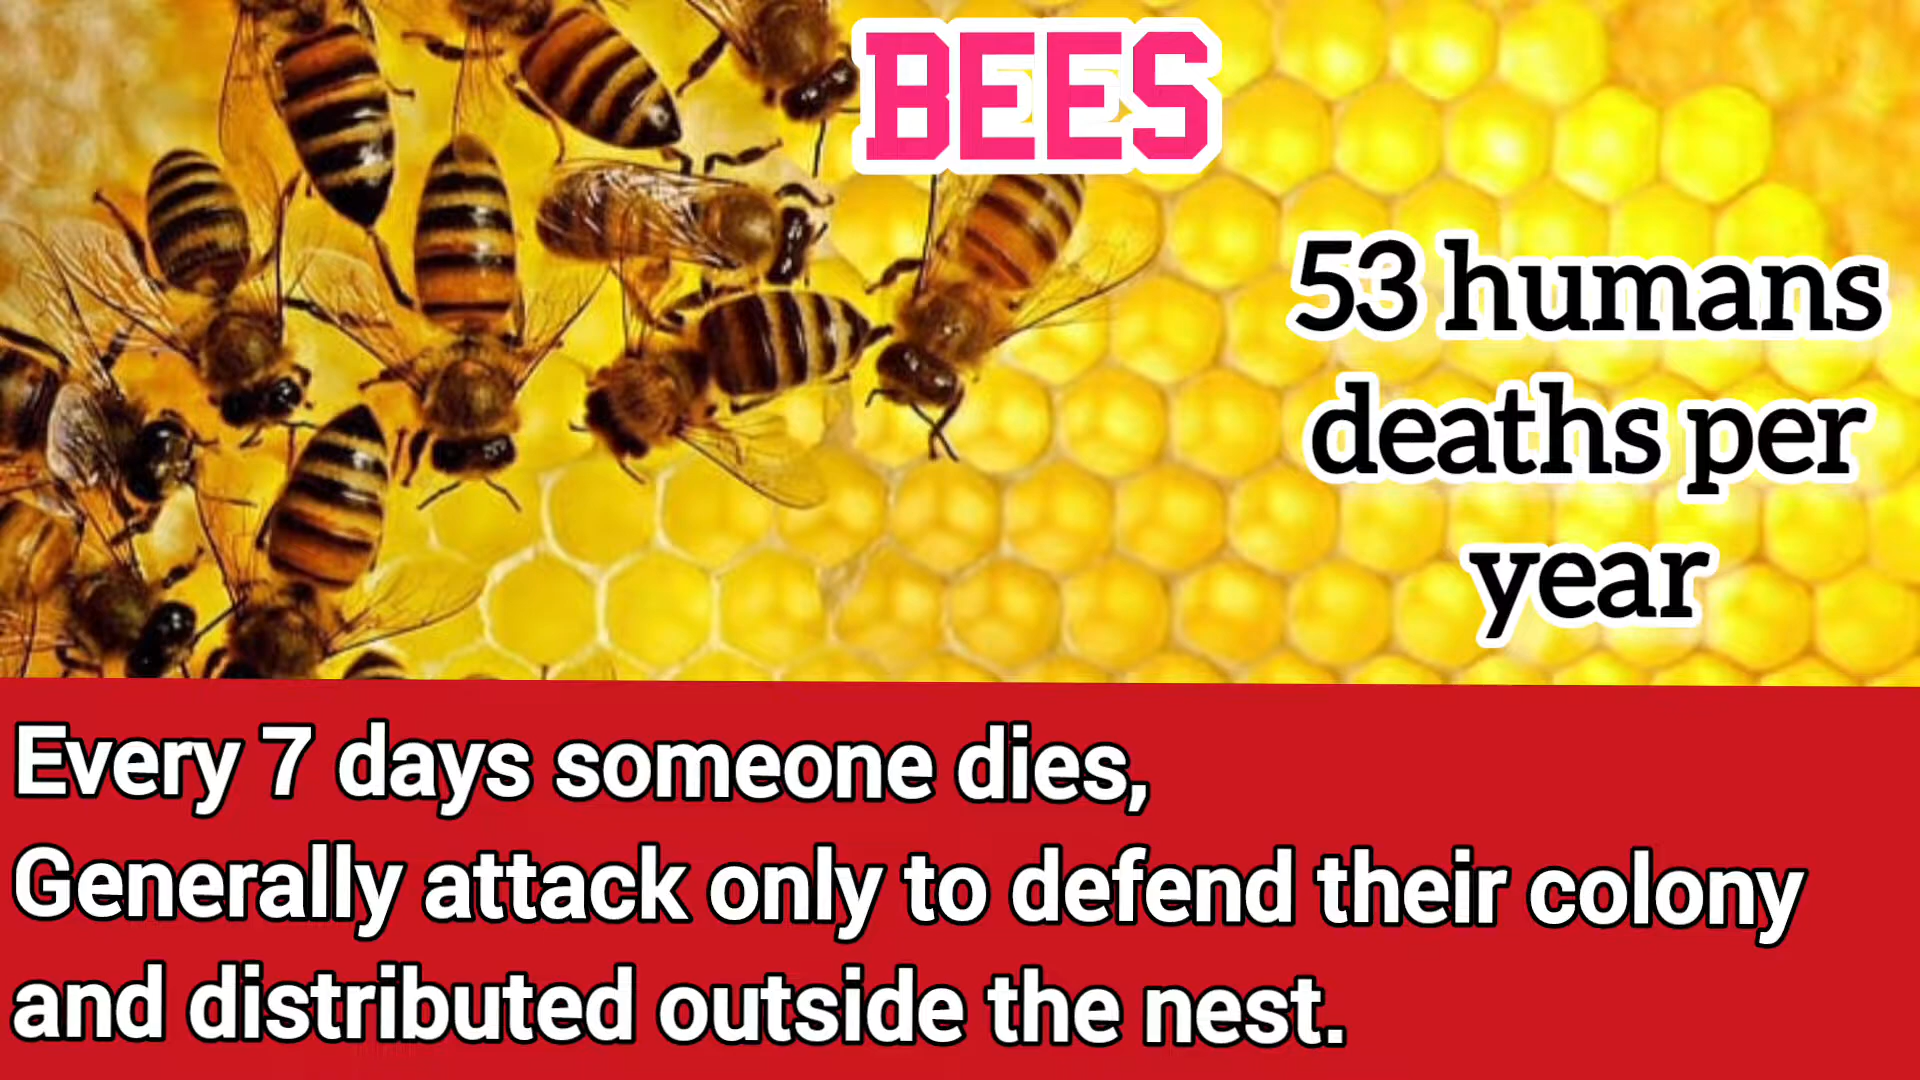 BEES
53 humans
deaths per
year
Every 7 days someone dies,
Generally attack only to defend their colony
and distributed outside the nest.